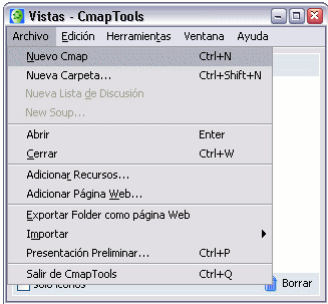 Vistas - CmapTools
Archivo Edición Herramientas Ventana Ayuda
Nuevo Cmap Ctrl+N
Nueva Carpeta... Ctrl+Shift+N
Nueva Lista de Discusión
New Soup...
Abrir Enter
Cerrar Ctrl+W
Adicionar Recursos...
Adicionar Página Web...
Exportar Folder como página Web
Importar
Presentación Preliminar... Ctrl+P
Salir de CmapTools Ctrl+Q
solo iconos Borrar